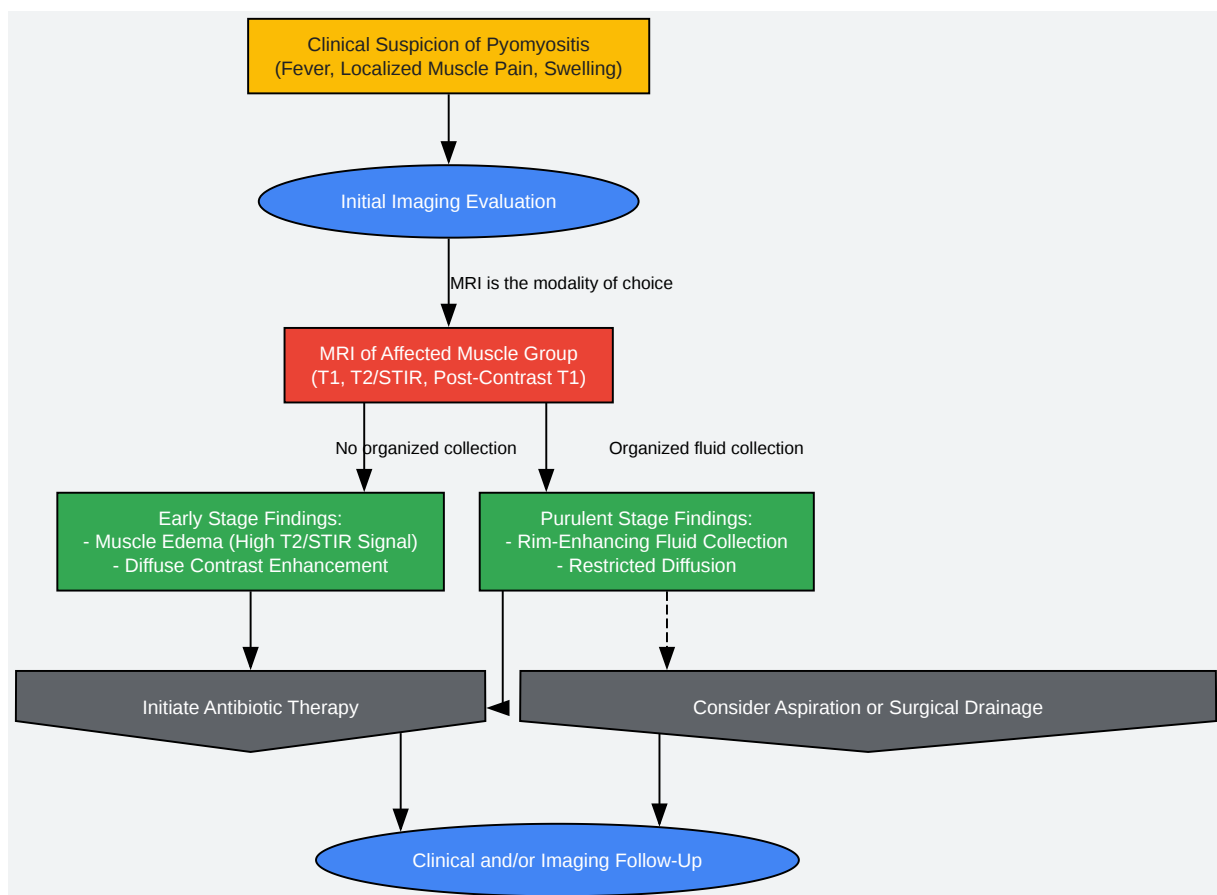 Clinical Suspicion of Pyomyositis
(Fever, Localized Muscle Pain, Swelling)
Initial Imaging Evaluation
MRI is the modality of choice
MRI of Affected Muscle Group
(T1, T2/STIR, Post-Contrast T1)
No organized collection
Organized fluid collection
Early Stage Findings:
- Muscle Edema (High T2/STIR Signal)
- Diffuse Contrast Enhancement
Purulent Stage Findings:
- Rim-Enhancing Fluid Collection
- Restricted Diffusion
Initiate Antibiotic Therapy
Consider Aspiration or Surgical Drainage
Clinical and/or Imaging Follow-Up